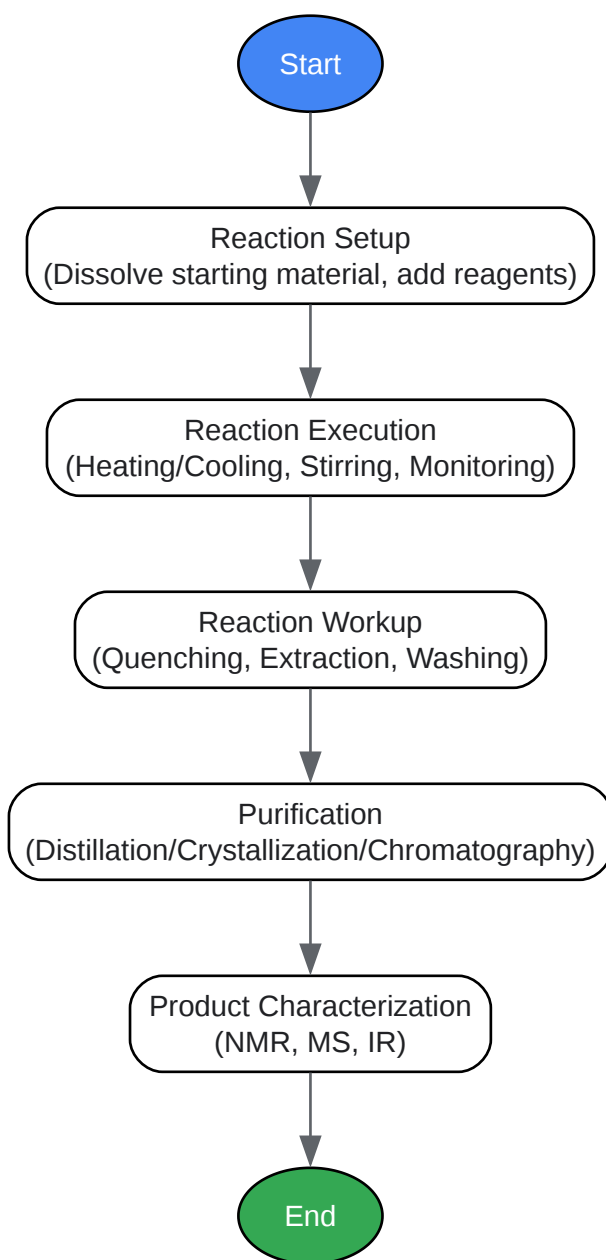 Start
Reaction Setup
(Dissolve starting material, add reagents)
Reaction Execution
(Heating/Cooling, Stirring, Monitoring)
Reaction Workup
(Quenching, Extraction, Washing)
Purification
(Distillation/Crystallization/Chromatography)
Product Characterization
(NMR, MS, IR)
End